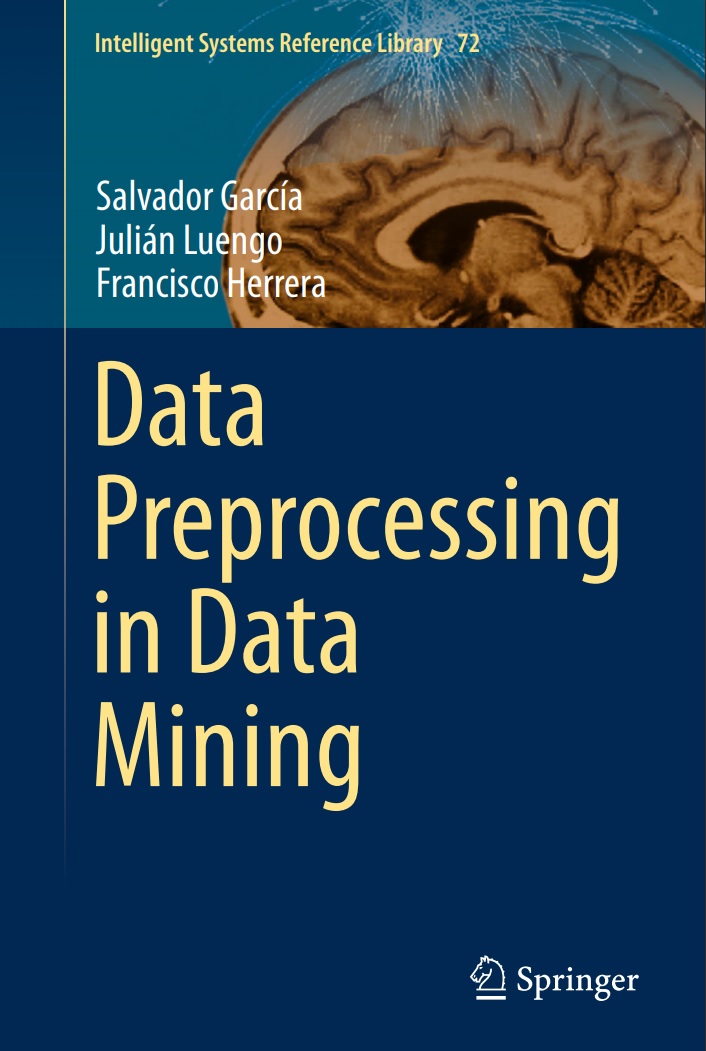 Intelligent Systems Reference Library 72
Salvador García
Julián Luengo
Francisco Herrera
Data
Preprocessing
in Data
Mining
Springer